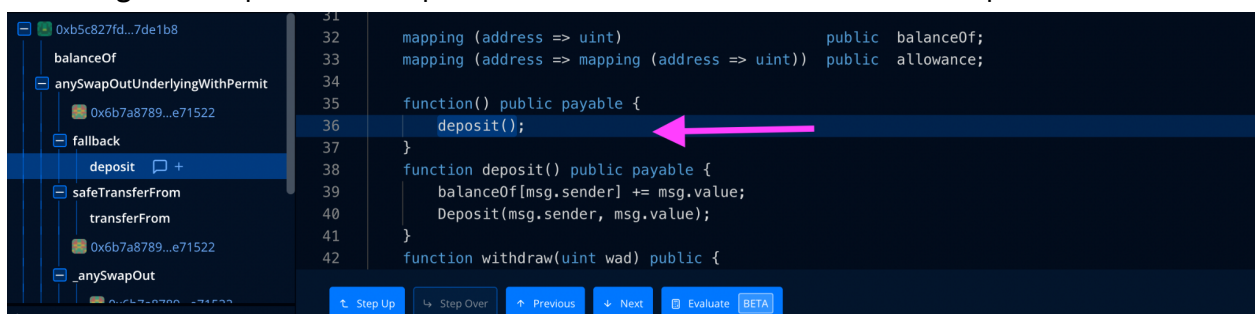 0xb5c827fd...7de1b8
balanceOf
anySwapOutUnderlyingWithPermit
0x6b7a8789...e71522
fallback
deposit +
safeTransferFrom
transferFrom
0x6b7a8789...e71522
_anySwapOut
31
32 mapping (address => uint) public balanceOf;
33 mapping (address => mapping (address => uint)) public allowance;
34
35 function() public payable {
36 deposit();
37 }
38 function deposit() public payable {
39 balanceOf[msg.sender] += msg.value;
40 Deposit(msg.sender, msg.value);
41 }
42 function withdraw(uint wad) public {
Step Up Step Over Previous Next Evaluate BETA